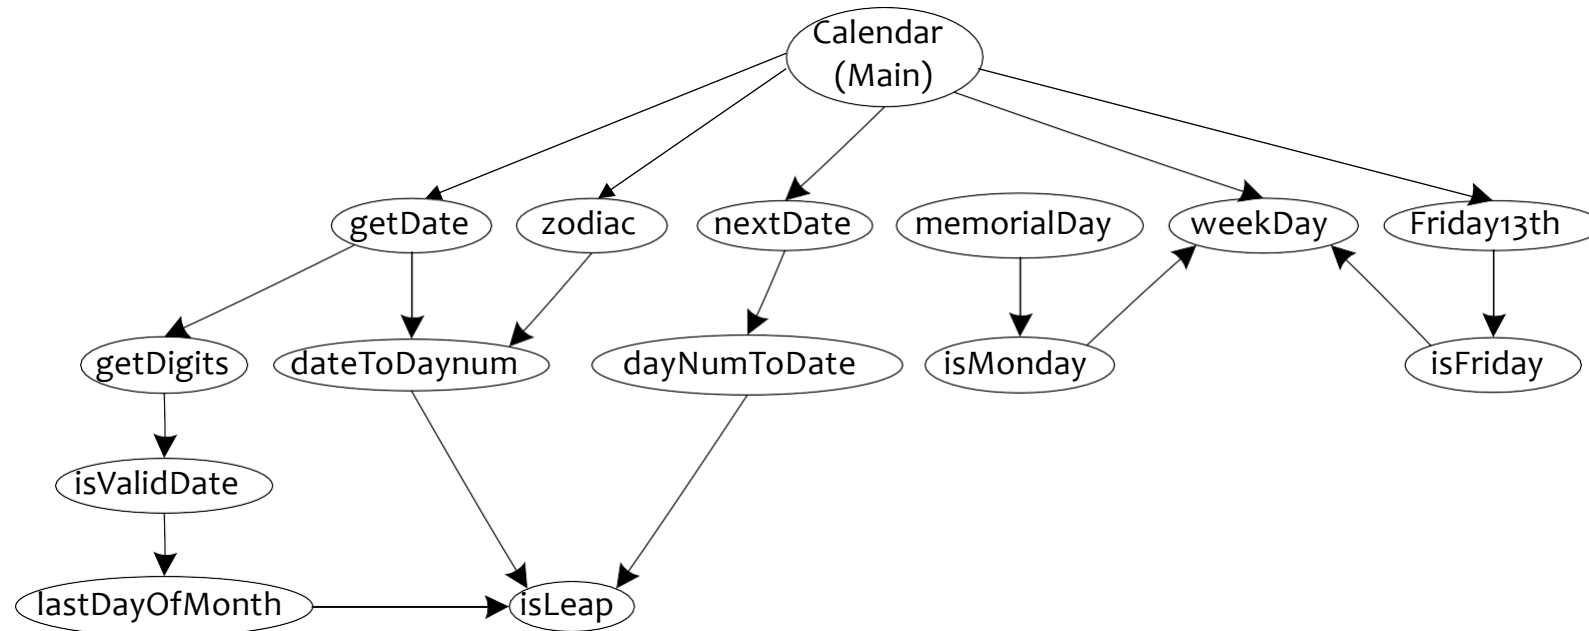 Calendar
(Main)
getDate
zodiac
nextDate
memorialDay
weekDay
Friday13th
getDigits
dateToDaynum
dayNumToDate
isMonday
isFriday
isValidDate
lastDayOfMonth
isLeap